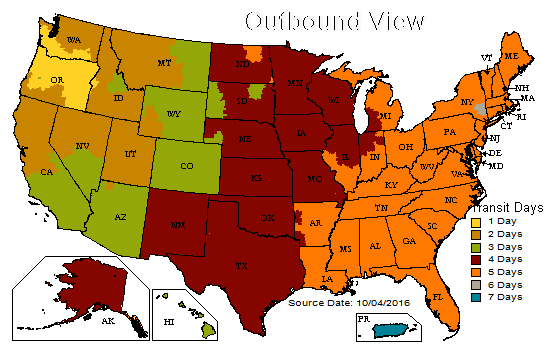 Outbound View
WA
OR
CA
NV
ID
MT
WY
UT
AZ
CO
NM
ND
SD
NE
KS
OK
TX
MN
IA
MO
AR
LA
WI
IL
MI
IN
OH
KY
TN
MS
AL
GA
FL
SC
NC
VA
WV
PA
NY
VT
ME
NH
MA
RI
CT
NJ
DE
MD
AK
HI
PR
Transit Days
1 Day
2 Days
3 Days
4 Days
5 Days
6 Days
7 Days
Source Date: 10/04/2016